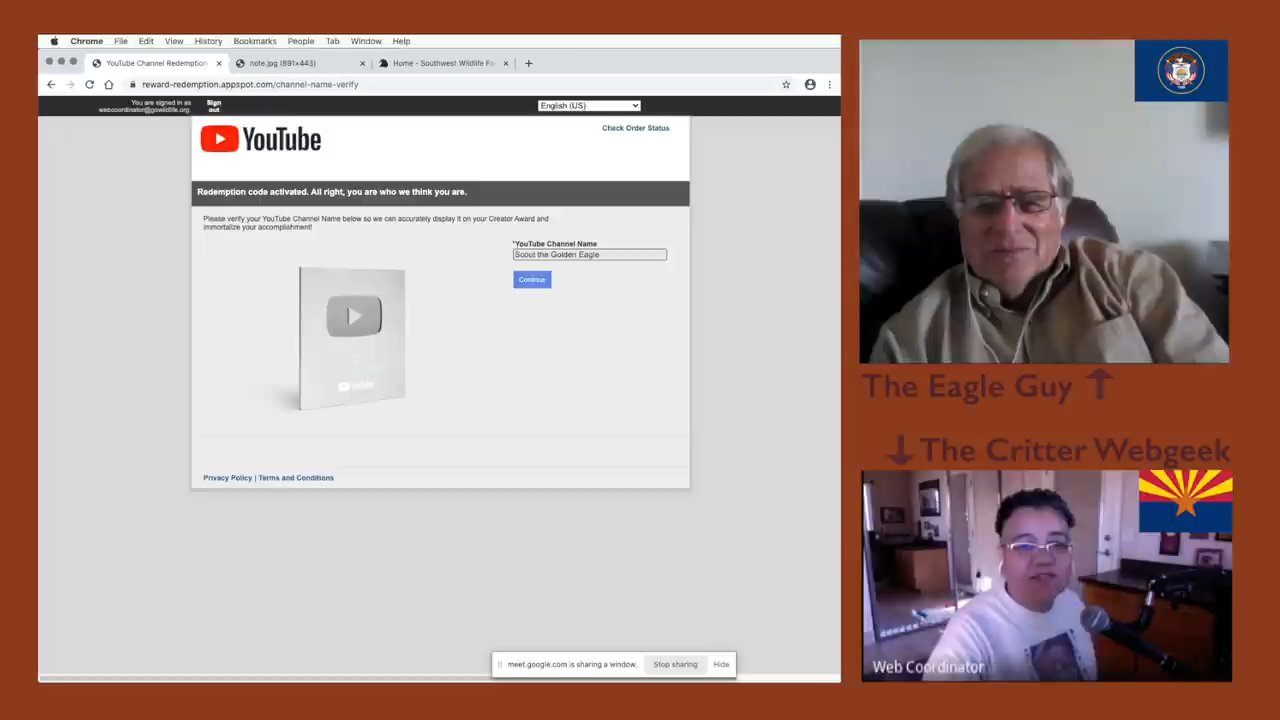 Chrome File Edit View History Bookmarks People Tab Window Help
YouTube Channel Redemption
note.jpg (891×443)
Home - Southwest Wildlife Fo
reward-redemption.appspot.com/channel-name-verify
You are signed in as
webcoordinator@gowildlife.org.
Sign
out
English (US)
YouTube
Check Order Status
Redemption code activated. All right, you are who we think you are.
Please verify your YouTube Channel Name below so we can accurately display it on your Creator Award and
immortalize your accomplishment!
*YouTube Channel Name
Scout the Golden Eagle
Continue
YouTube
Privacy Policy | Terms and Conditions
meet.google.com is sharing a window.
Stop sharing
Hide
The Eagle Guy ↑
↓ The Critter Webgeek
Web Coordinator